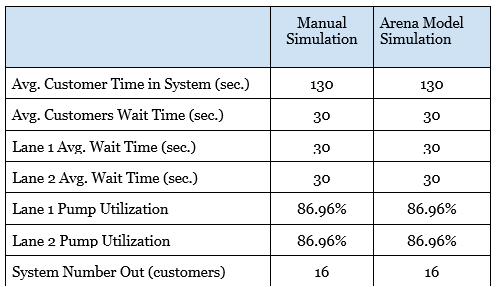 Manual Simulation Arena Model Simulation
Avg. Customer Time in System (sec.) 130 130
Avg. Customers Wait Time (sec.) 30 30
Lane 1 Avg. Wait Time (sec.) 30 30
Lane 2 Avg. Wait Time (sec.) 30 30
Lane 1 Pump Utilization 86.96% 86.96%
Lane 2 Pump Utilization 86.96% 86.96%
System Number Out (customers) 16 16